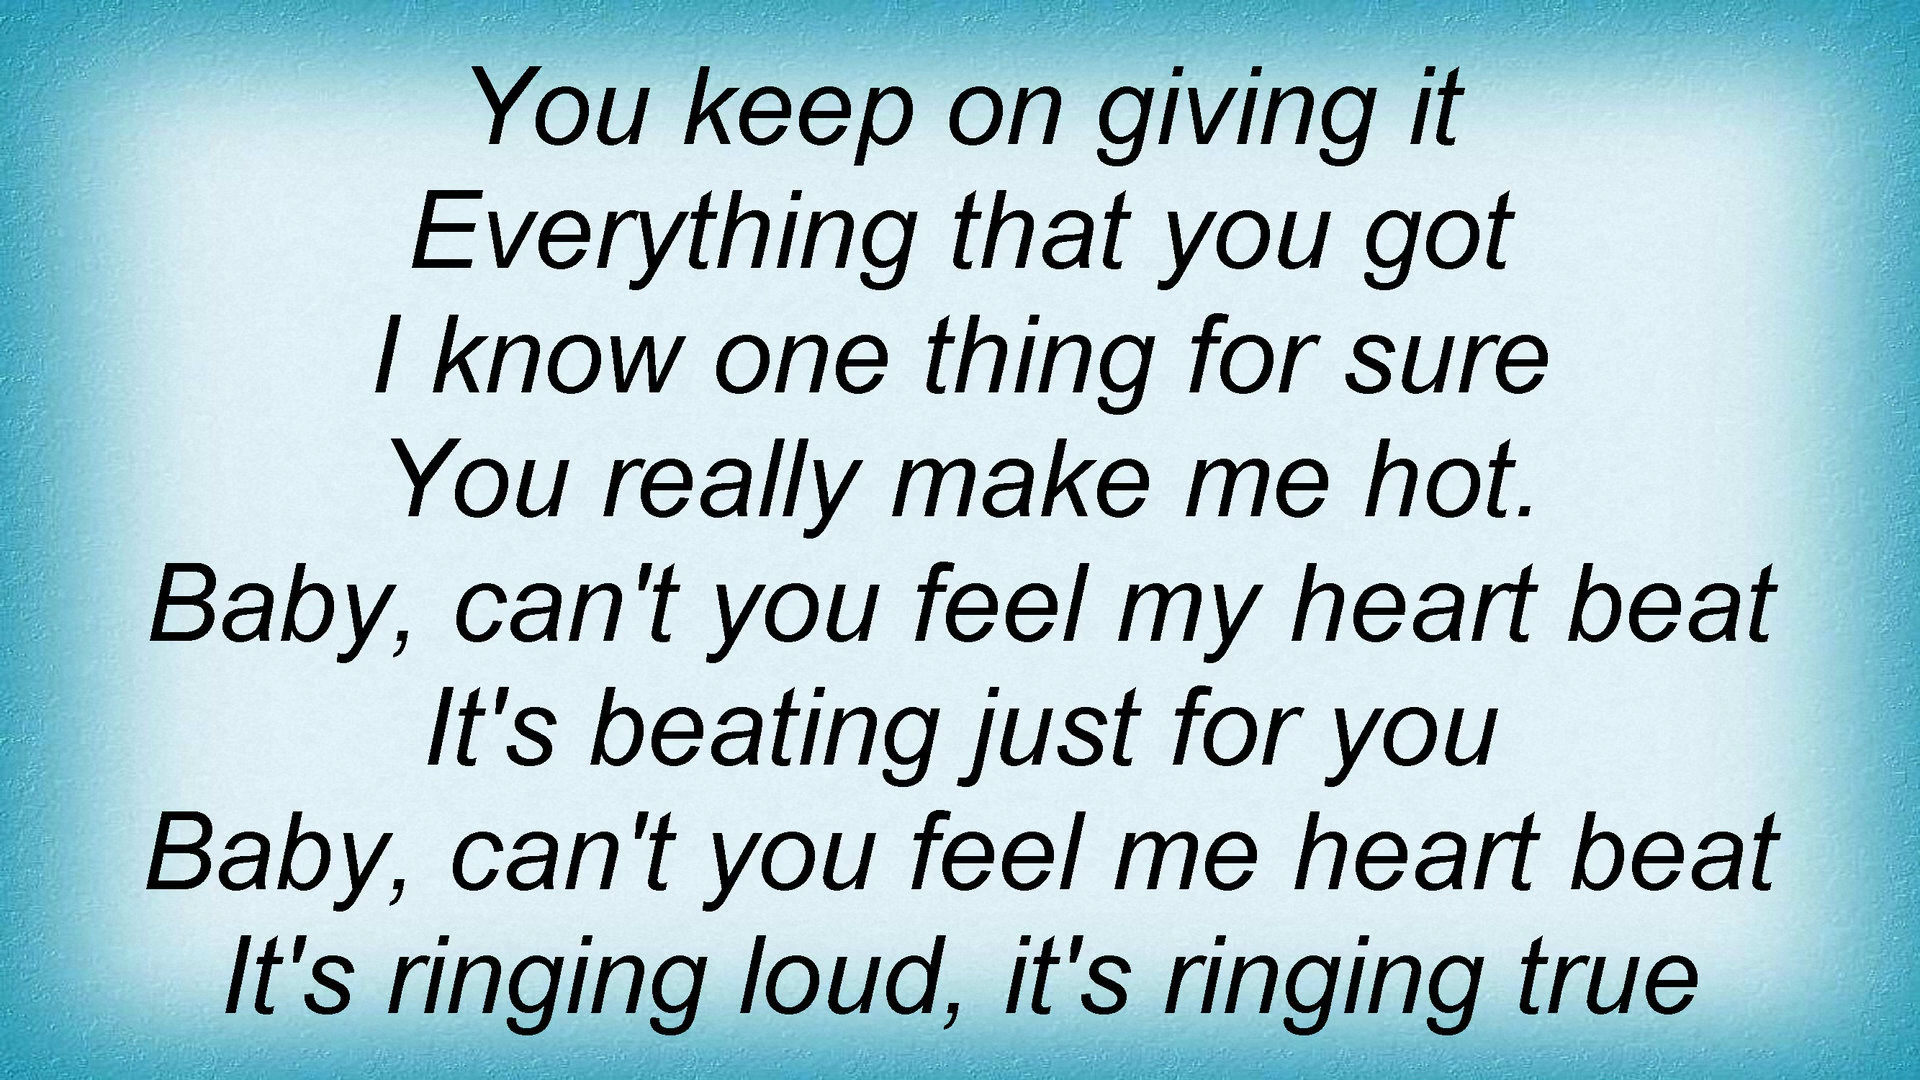 You keep on giving it
Everything that you got
I know one thing for sure
You really make me hot.
Baby, can't you feel my heart beat
It's beating just for you
Baby, can't you feel me heart beat
It's ringing loud, it's ringing true